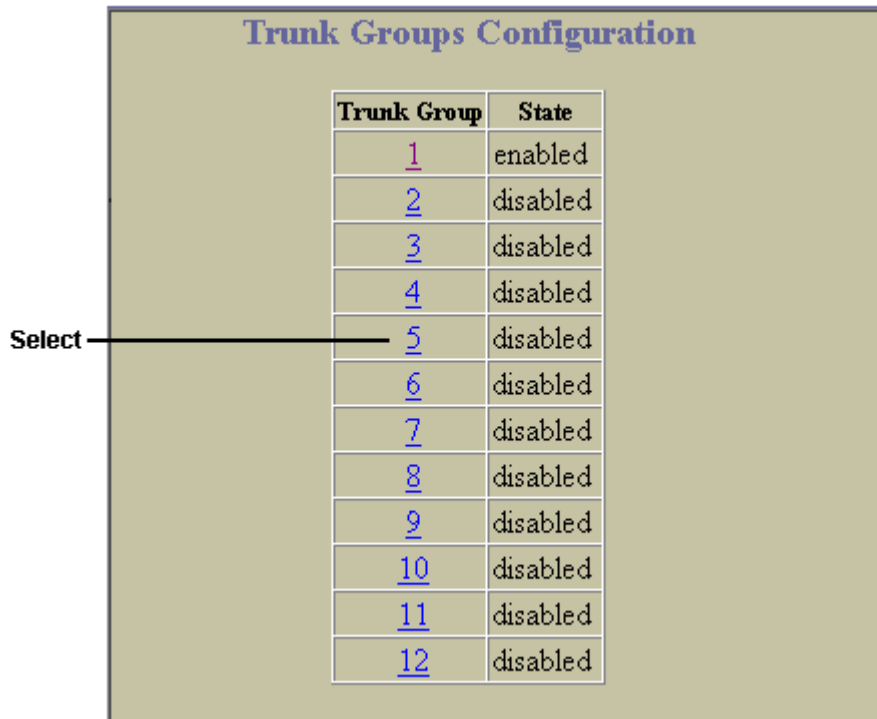 Trunk Groups Configuration
Trunk Group State
1 enabled
2 disabled
3 disabled
4 disabled
Select 5 disabled
6 disabled
7 disabled
8 disabled
9 disabled
10 disabled
11 disabled
12 disabled